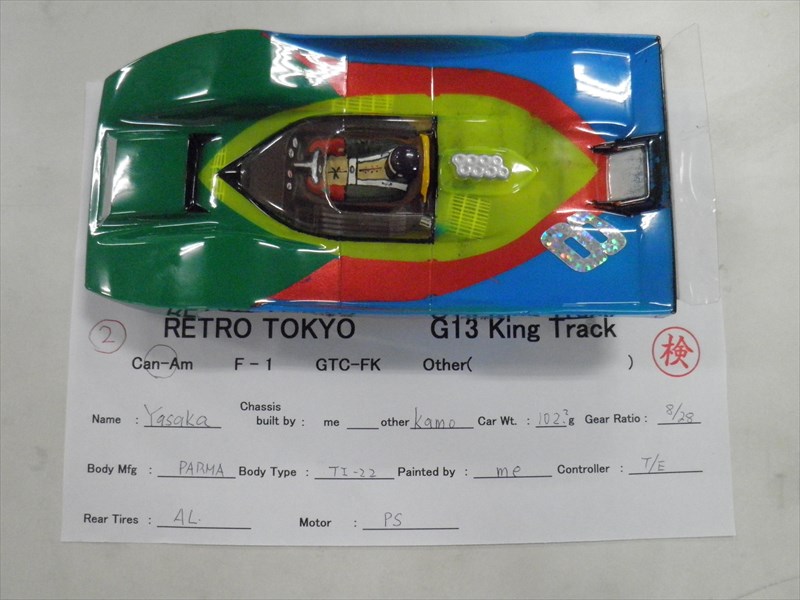 2 RETRO TOKYO G13 King Track 検
Can-Am F-1 GTC-FK Other( )
Name : Yasaka Chassis built by : me ____ other kamo Car Wt. : 102.3 g Gear Ratio : 8/28
Body Mfg : PARMA Body Type : TI-22 Painted by : me Controller : T/E
Rear Tires : AL. Motor : PS